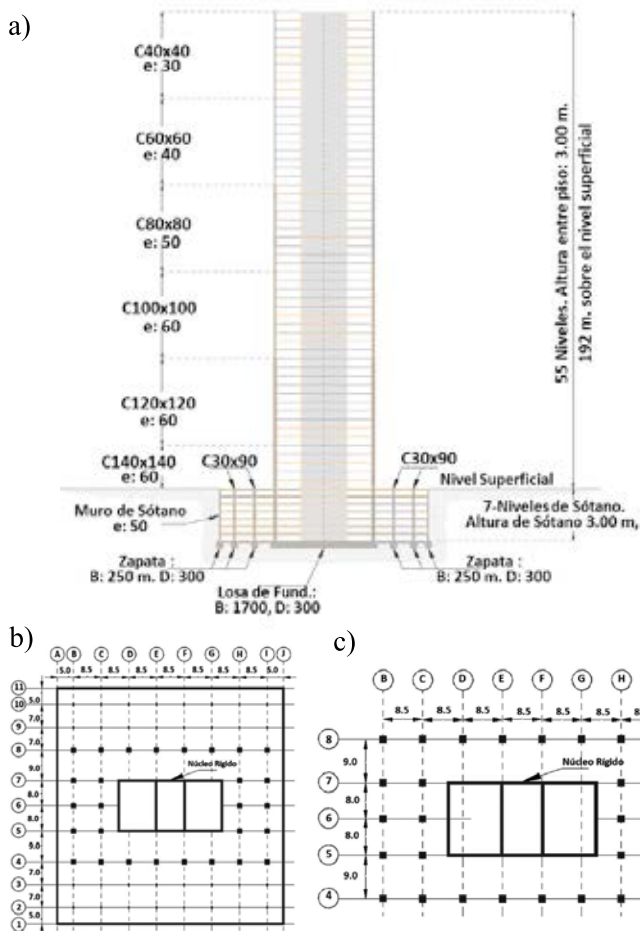 a)
C40x40
e: 30
C60x60
e: 40
C80x80
e: 50
C100x100
e: 60
C120x120
e: 60
C140x140
e: 60
C30x90
C30x90
Nivel Superficial
55 Niveles. Altura entre piso: 3.00 m.
192 m. sobre el nivel superficial
Muro de Sótano
e: 50
7-Niveles de Sótano.
Altura de Sótano 3.00 m,
Zapata :
B: 250 m. D: 300
Losa de Fund.:
B: 1700, D: 300
Zapata :
B: 250 m. D: 300
b)
A B C D E F G H I J
5.0 8.5 8.5 8.5 8.5 8.5 8.5 8.5 5.0
11
5.0
10
7.0
9
7.0
8
9.0
Núcleo Rígido
7
8.0
6
8.0
5
9.0
4
7.0
3
7.0
2
5.0
1
c)
B C D E F G H
8.5 8.5 8.5 8.5 8.5 8.5
8
9.0
Núcleo Rígido
7
8.0
6
8.0
5
9.0
4